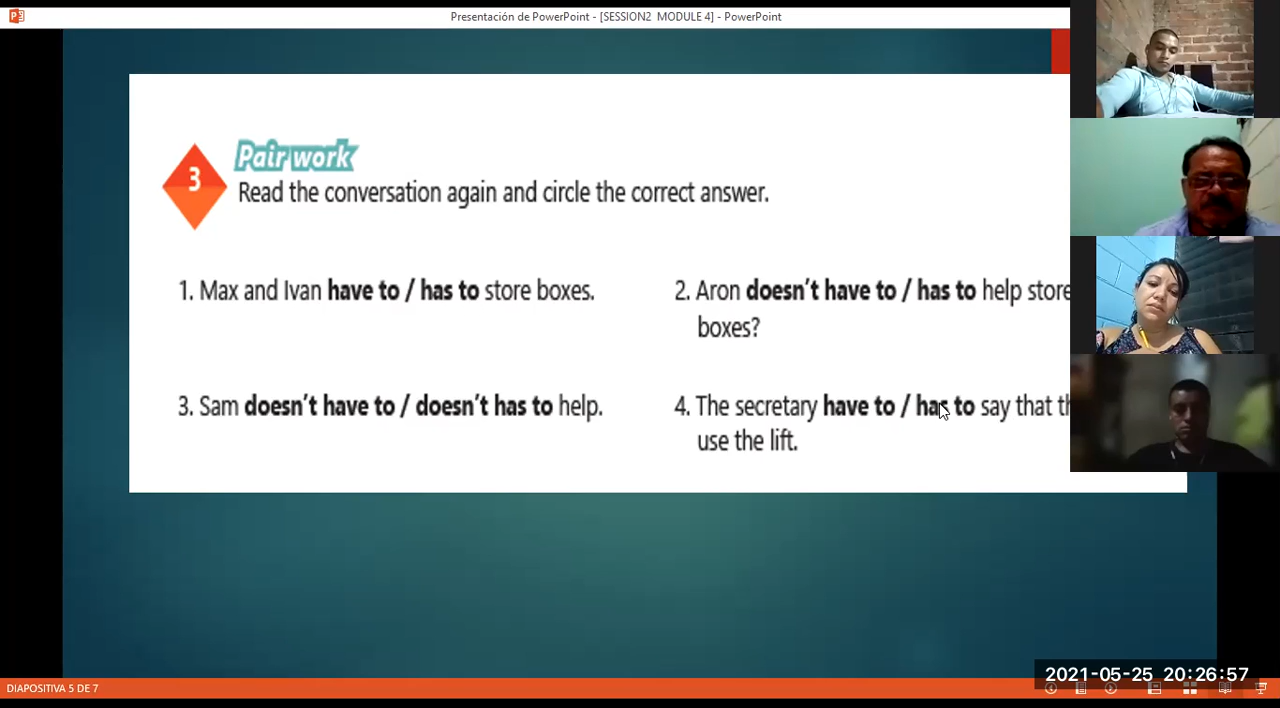 Presentación de PowerPoint - [SESSION2 MODULE 4] - PowerPoint
3
Pair work
Read the conversation again and circle the correct answer.
1. Max and Ivan have to / has to store boxes.
2. Aron doesn't have to / has to help store
boxes?
3. Sam doesn't have to / doesn't has to help.
4. The secretary have to / has to say that
use the lift.
DIAPOSITIVA 5 DE 7
2021-05-25 20:26:57